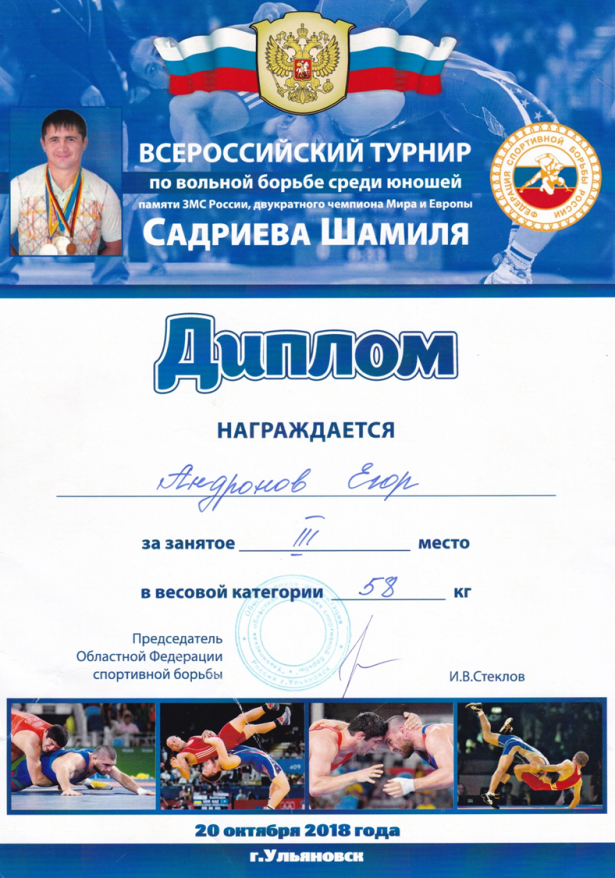 ВСЕРОССИЙСКИЙ ТУРНИР
по вольной борьбе среди юношей
памяти ЗМС России, двукратного чемпиона Мира и Европы
Садриева Шамиля
ФЕДЕРАЦИЯ СПОРТИВНОЙ БОРЬБЫ РОССИИ
Диплом
НАГРАЖДАЕТСЯ
Андронов Егор
за занятое III место
в весовой категории 58 кг
Председатель
Областной Федерации
спортивной борьбы
И.В.Стеклов
20 октября 2018 года
г.Ульяновск